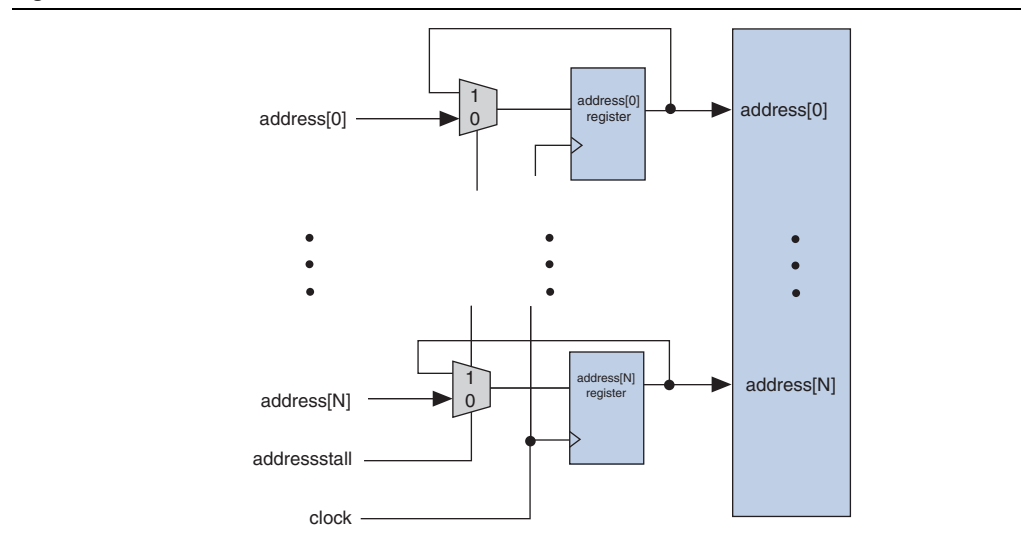 1
0
address[0]
address[0]
register
address[0]
1
0
address[N]
address[N]
register
address[N]
addressstall
clock